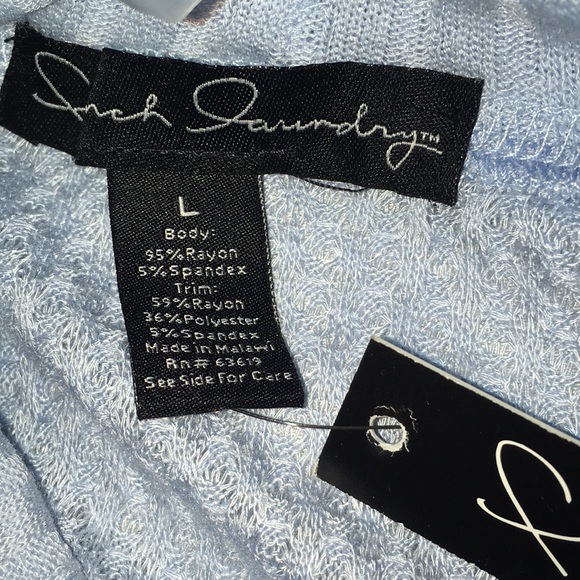 Laundry™
L
Body:
95%Rayon
5%Spandex
Trim:
59%Rayon
36%Polyester
5%Spandex
Made in Malawi
Rn# 63619
See Side For Care